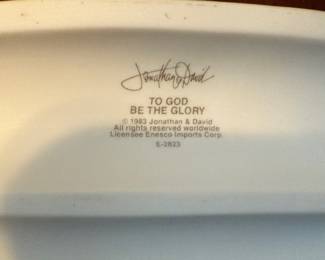 Jonathan & David
TO GOD
BE THE GLORY
© 1983 Jonathan & David
All rights reserved worldwide
Licensee Enesco Imports Corp.
E-2823